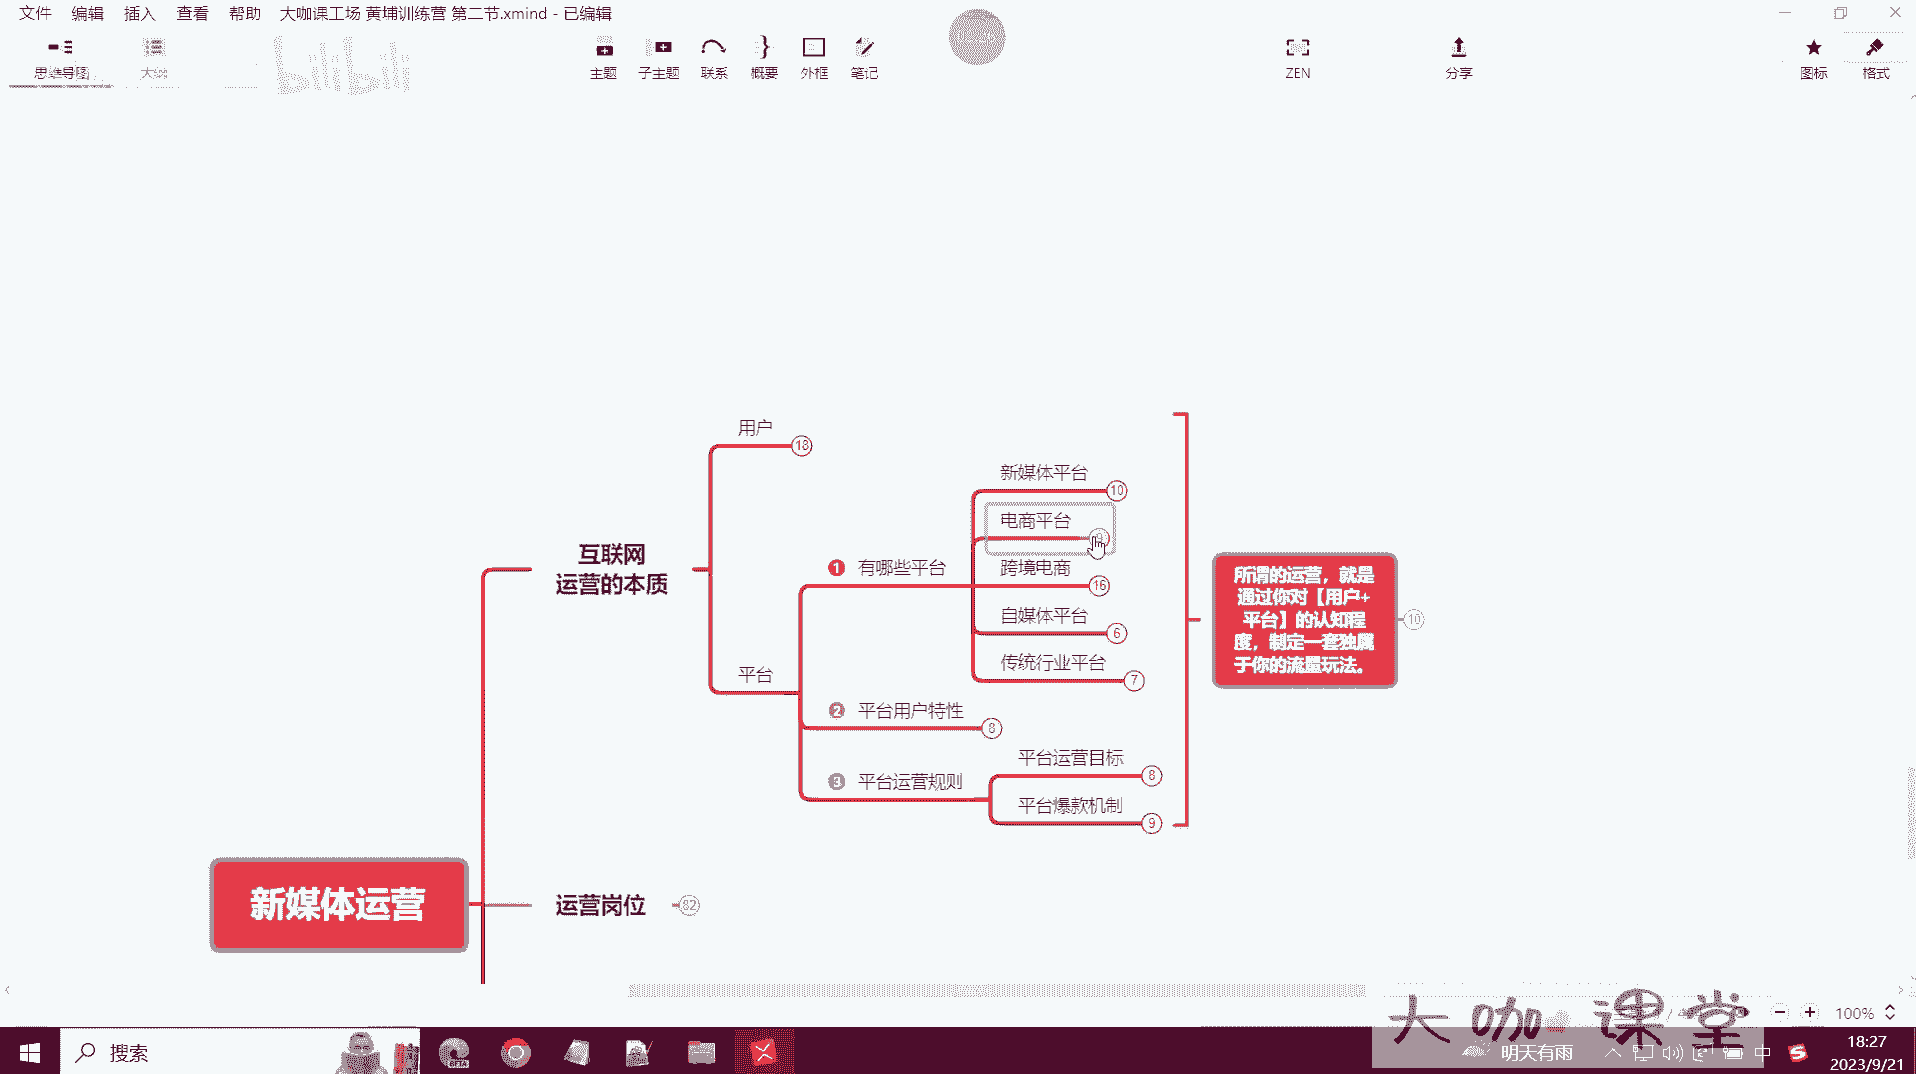 文件 编辑 插入 查看 帮助 大咖课工场 黄埔训练营 第二节.xmind - 已编辑
思维导图 大纲 bilibili 主题 子主题 联系 概要 外框 笔记 ZEN 分享 图标 格式
用户 18
新媒体平台 10
电商平台
互联网
运营的本质
1 有哪些平台
跨境电商 16
自媒体平台 6
传统行业平台 7
平台
2 平台用户特性 8
3 平台运营规则
平台运营目标 8
平台爆款机制 9
所谓的运营，就是
通过你对【用户+
平台】的认知程
度，制定一套独属
于你的流量玩法。
10
新媒体运营
运营岗位 82
大咖课堂
100%
搜索
BETA
明天有雨
中
18:27
2023/9/21